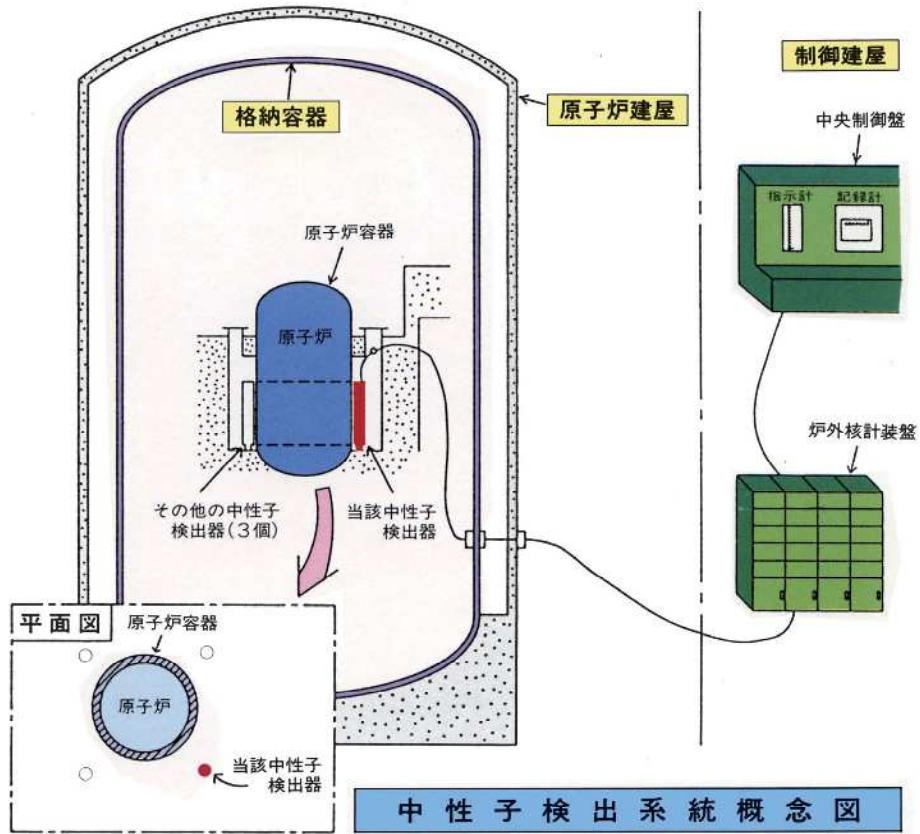 制御建屋
格納容器
原子炉建屋
中央制御盤
指示計
記録計
原子炉容器
原子炉
炉外核計装盤
その他の中性子
検出器(3個)
当該中性子
検出器
平面図
原子炉容器
原子炉
当該中性子
検出器
中性子検出系統概念図